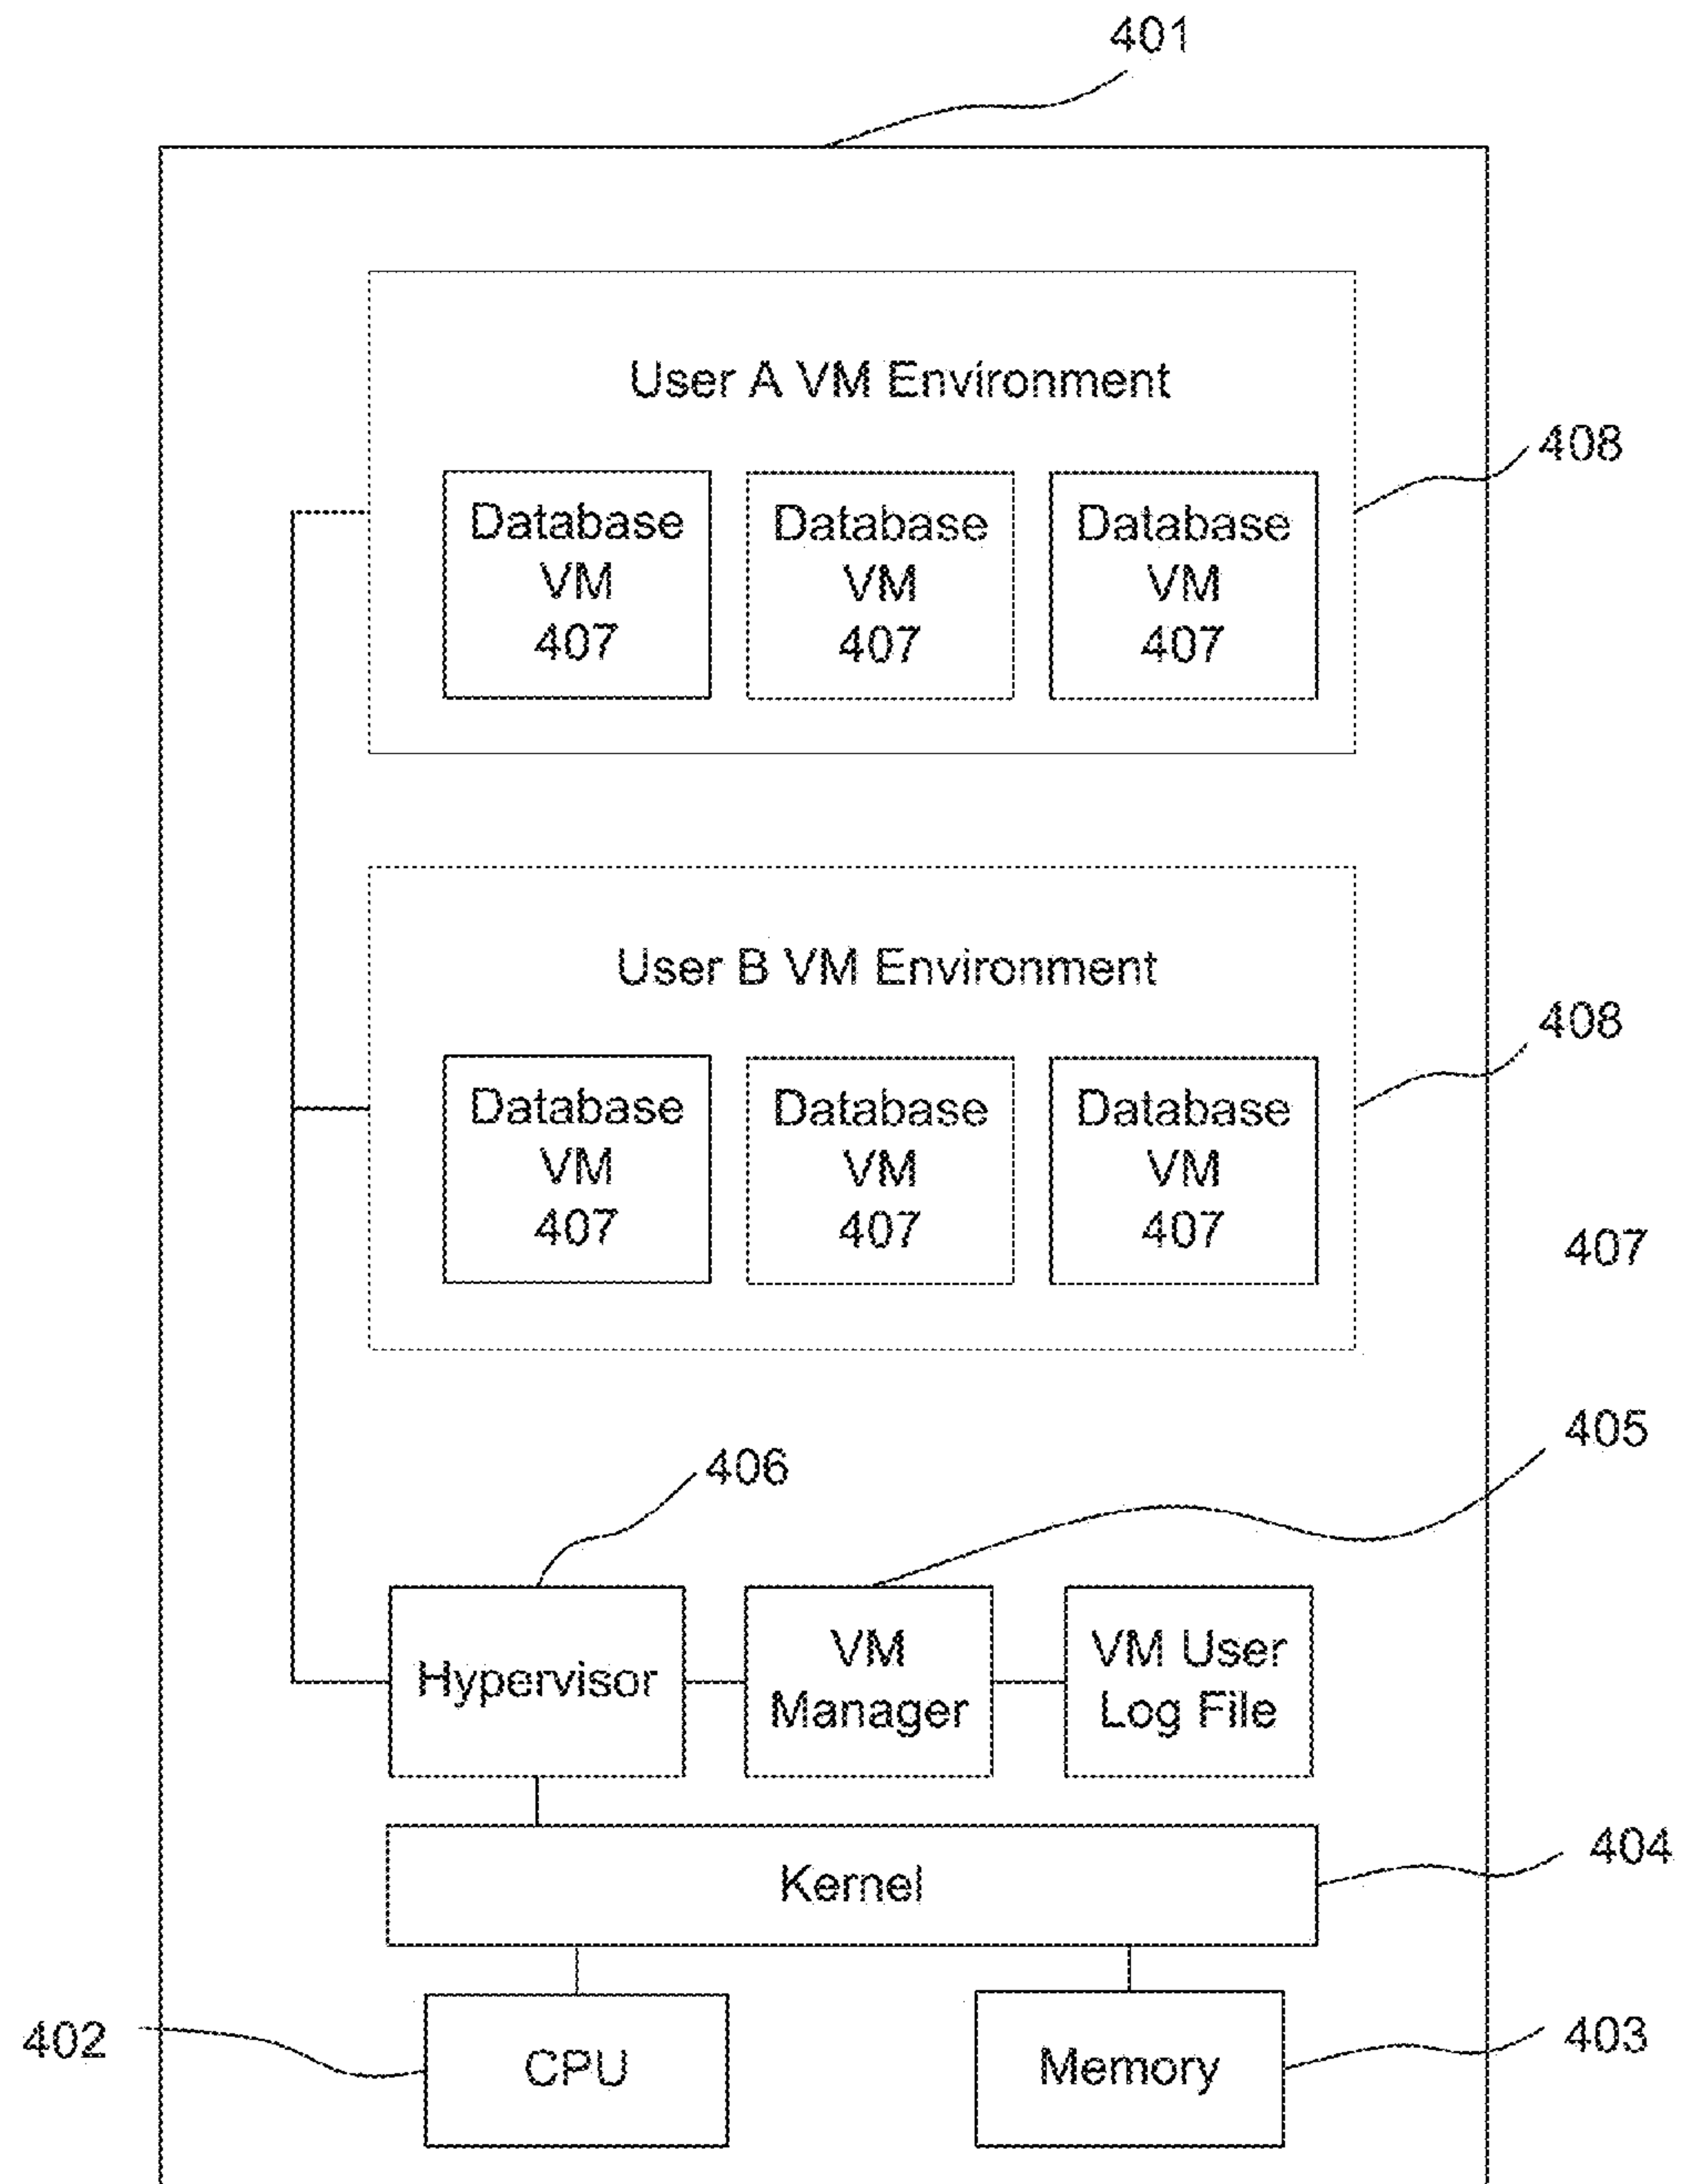 401
User A VM Environment
408
Database Database Database
VM VM VM
407 407 407
User B VM Environment
408
Database Database Database
VM VM VM
407 407 407
407
405
406
Hypervisor
VM
Manager
VM User
Log File
404
Kernel
402
CPU
Memory
403